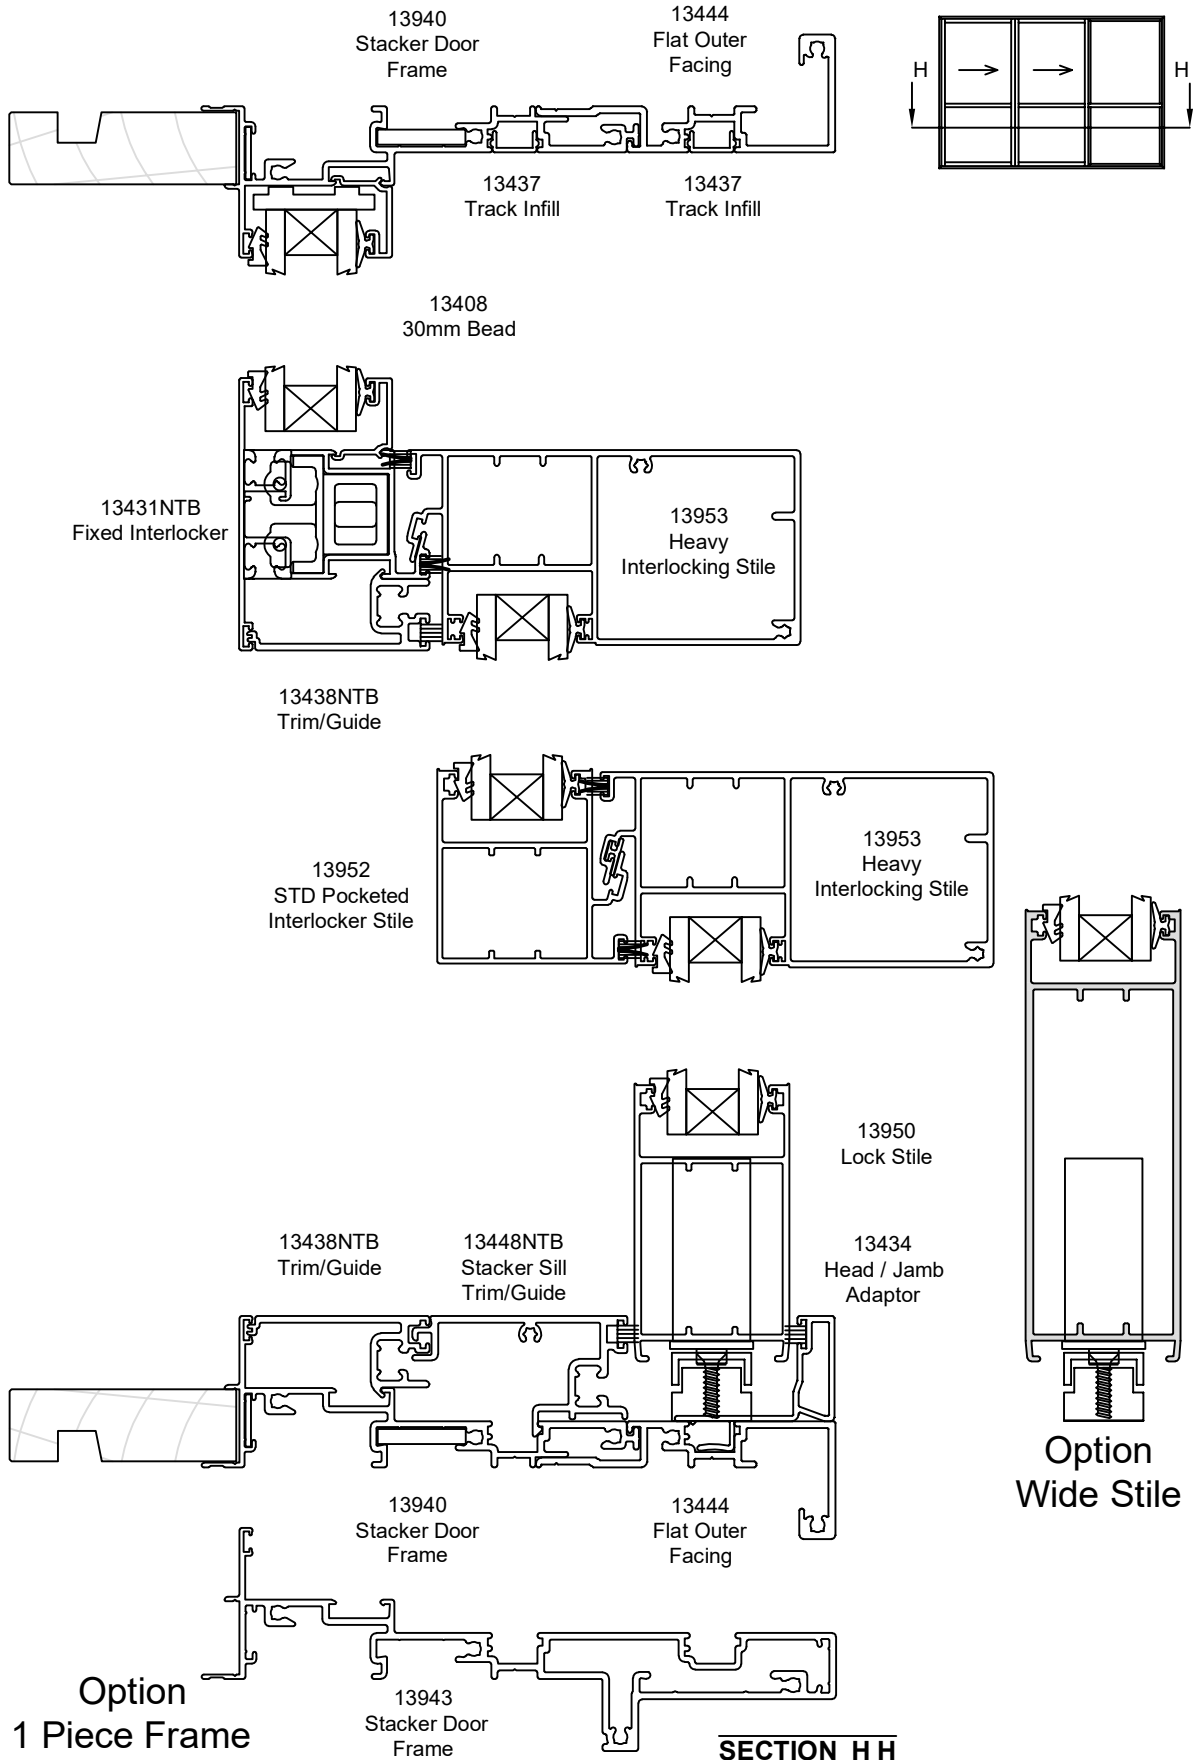 13940
Stacker Door
Frame
13444
Flat Outer
Facing
H
H
13437
Track Infill
13437
Track Infill
13408
30mm Bead
13431NTB
Fixed Interlocker
13953
Heavy
Interlocking Stile
13438NTB
Trim/Guide
13952
STD Pocketed
Interlocker Stile
13953
Heavy
Interlocking Stile
13950
Lock Stile
13438NTB
Trim/Guide
13448NTB
Stacker Sill
Trim/Guide
13434
Head / Jamb
Adaptor
Option
Wide Stile
13940
Stacker Door
Frame
13444
Flat Outer
Facing
Option
1 Piece Frame
13943
Stacker Door
Frame
SECTION H H